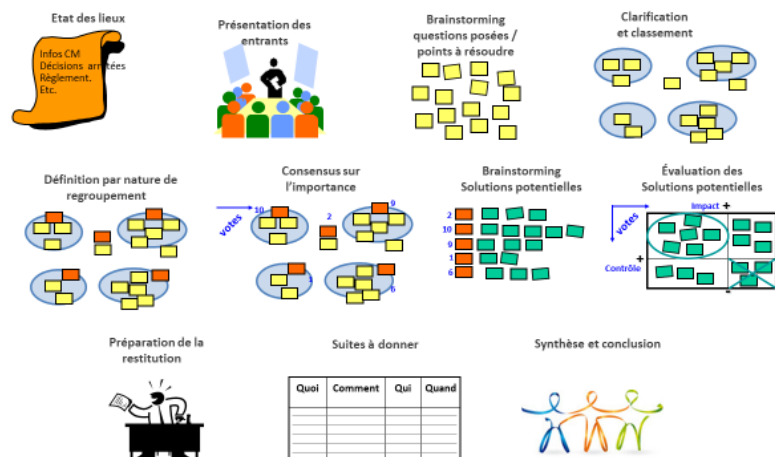 Etat des lieux
Infos CM
Décisions arrêtées
Règlement.
Etc.
Présentation des
entrants
Brainstorming
questions posées /
points à résoudre
Clarification
et classement
Définition par nature de
regroupement
votes
Consensus sur
l'importance
10
2
9
1
6
Brainstorming
Solutions potentielles
2
10
9
1
6
Évaluation des
Solutions potentielles
votes
Impact +
+
Contrôle
-
Préparation de la
restitution
Suites à donner
Quoi Comment Qui Quand
Synthèse et conclusion